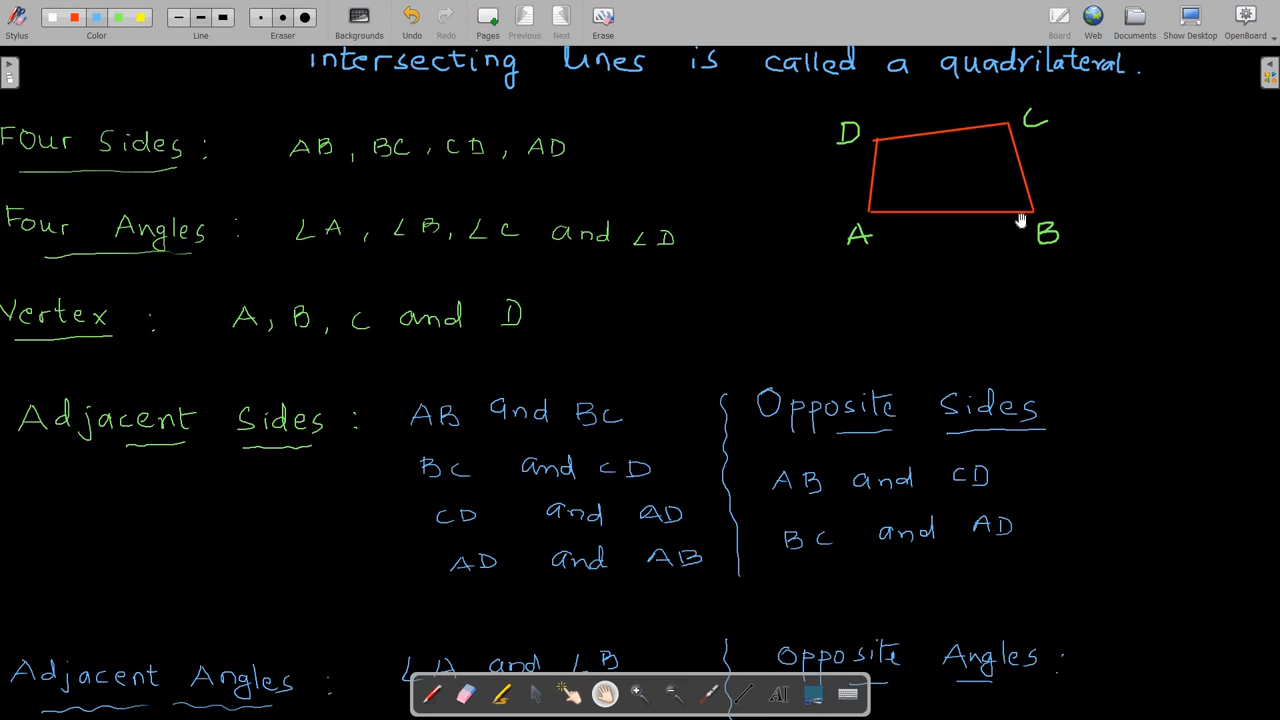 Stylus Color Line Eraser Backgrounds Undo Redo Pages Previous Next Erase Board Web Documents Show Desktop OpenBoard
intersecting lines is called a quadrilateral.
Four Sides : AB, BC, CD, AD
D C
A B
Four Angles : ∠A, ∠B, ∠C and ∠D
Vertex : A, B, C and D
Adjacent Sides : AB and BC
BC and CD
CD and AD
AD and AB
Opposite Sides
AB and CD
BC and AD
Adjacent Angles : ∠A and ∠B
Opposite Angles :